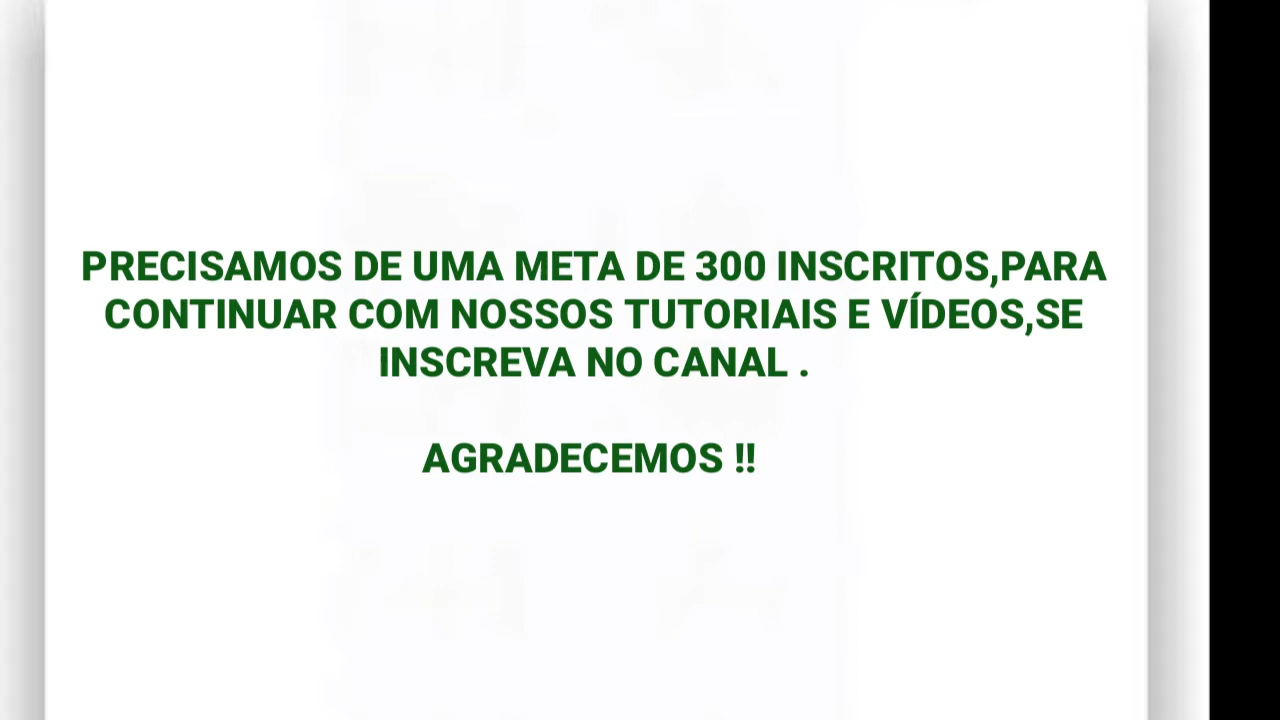 PRECISAMOS DE UMA META DE 300 INSCRITOS,PARA
CONTINUAR COM NOSSOS TUTORIAIS E VÍDEOS,SE
INSCREVA NO CANAL .
AGRADECEMOS !!